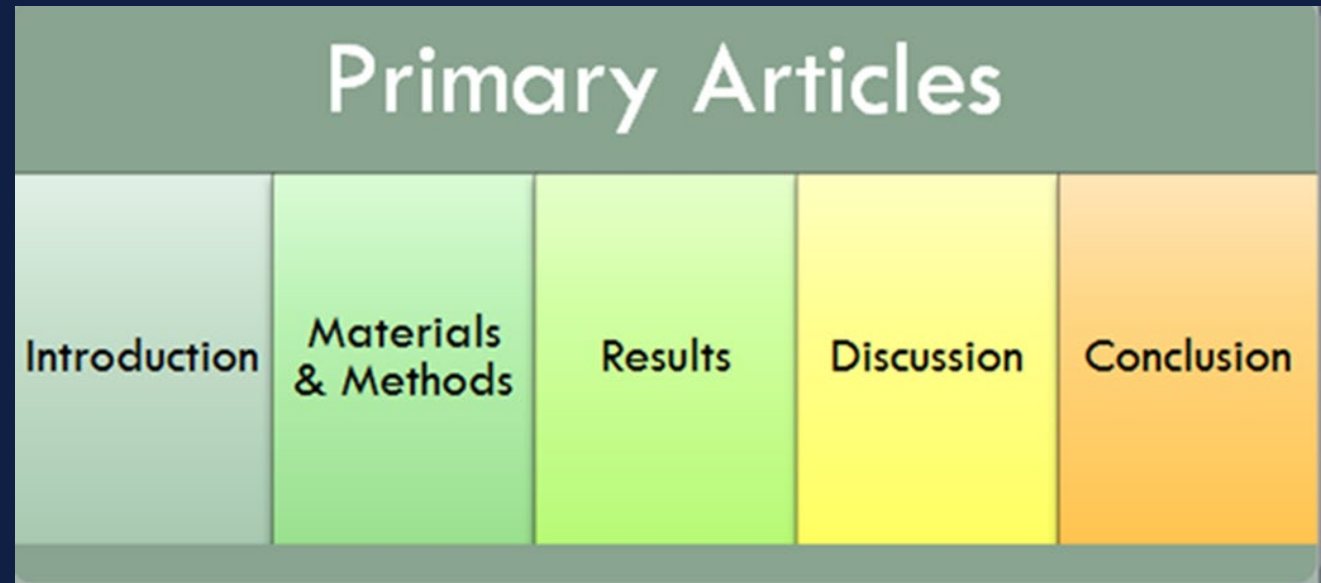 Primary Articles
Introduction
Materials
& Methods
Results
Discussion
Conclusion